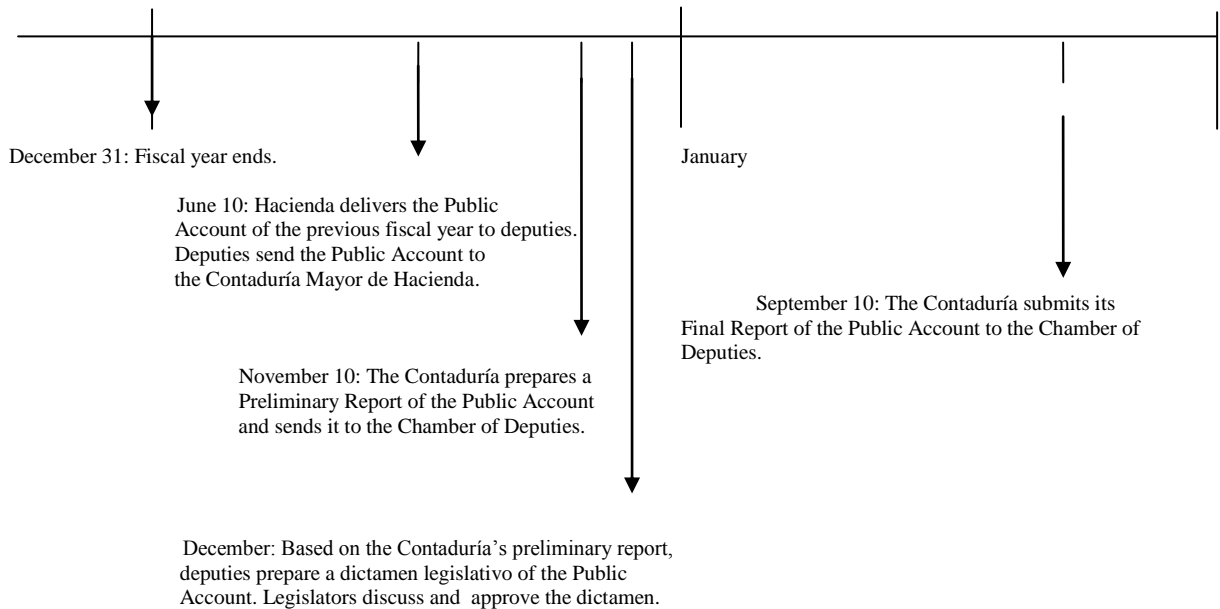 December 31: Fiscal year ends.
January
June 10: Hacienda delivers the Public
Account of the previous fiscal year to deputies.
Deputies send the Public Account to
the Contaduría Mayor de Hacienda.
September 10: The Contaduría submits its
Final Report of the Public Account to the Chamber of
Deputies.
November 10: The Contaduría prepares a
Preliminary Report of the Public Account
and sends it to the Chamber of Deputies.
December: Based on the Contaduría’s preliminary report,
deputies prepare a dictamen legislativo of the Public
Account. Legislators discuss and approve the dictamen.